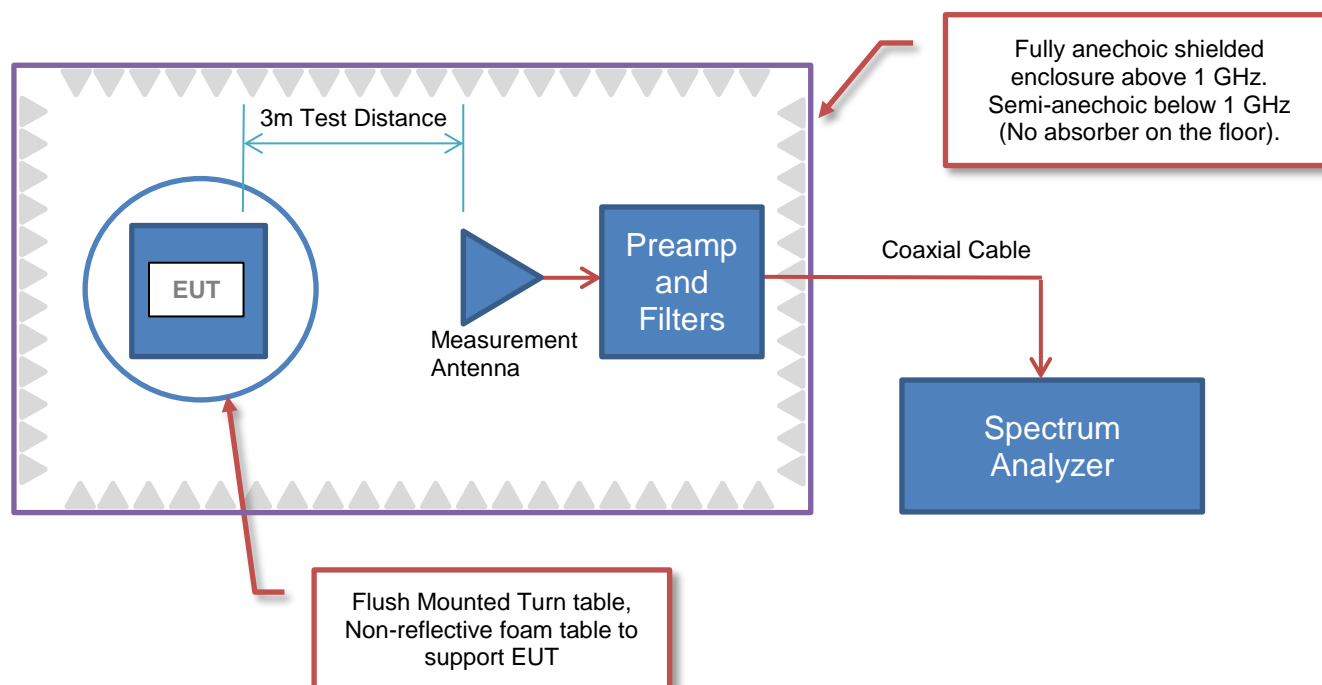 Fully anechoic shielded
enclosure above 1 GHz.
Semi-anechoic below 1 GHz
(No absorber on the floor).
3m Test Distance
EUT
Measurement
Antenna
Preamp
and
Filters
Coaxial Cable
Spectrum
Analyzer
Flush Mounted Turn table,
Non-reflective foam table to
support EUT